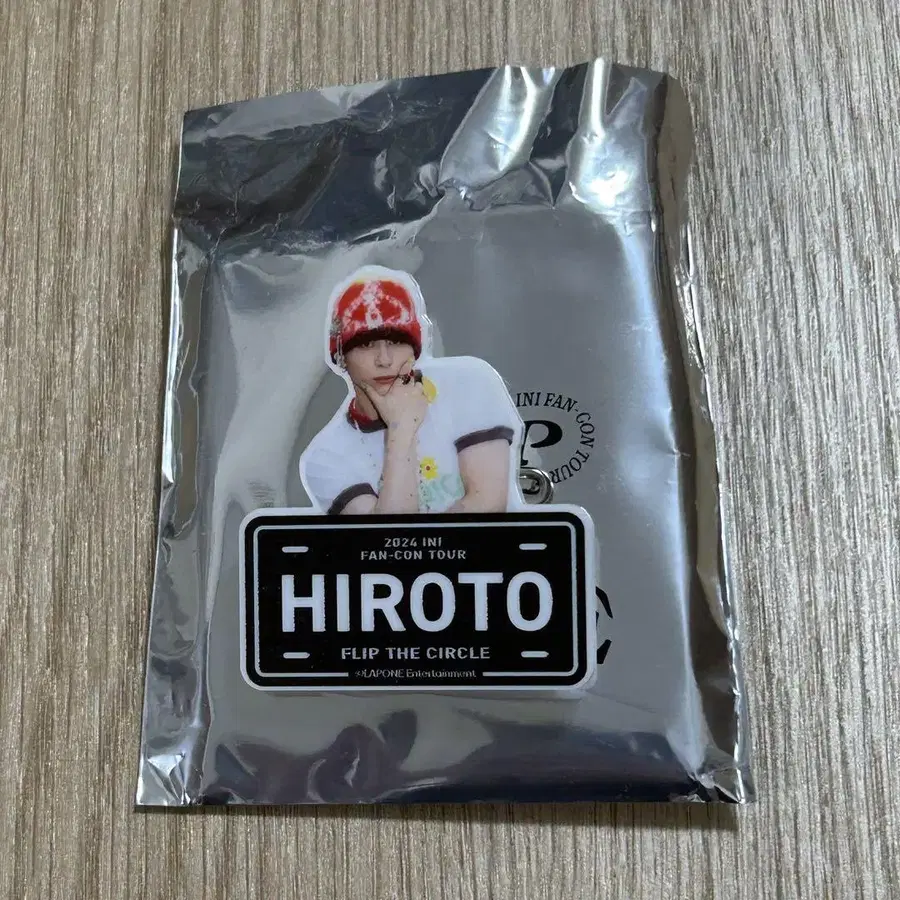 INI FAN-CON TOUR
P
2024 INI
FAN-CON TOUR
HIROTO
FLIP THE CIRCLE
©LAPONE Entertainment